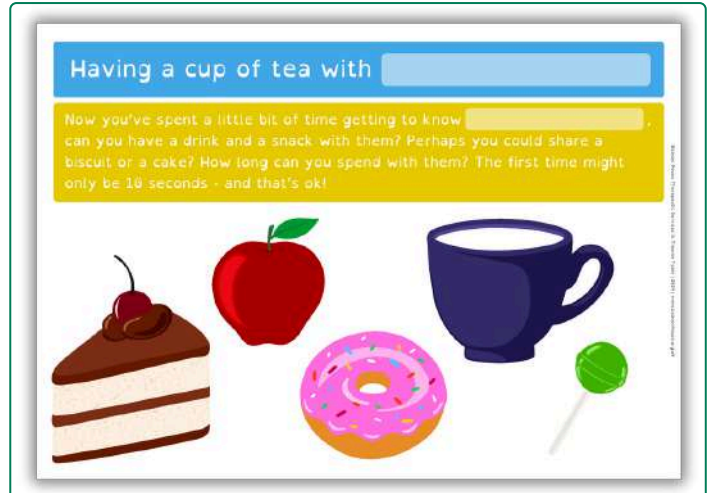 Having a cup of tea with
Now you've spent a little bit of time getting to know ,
can you have a drink and a snack with them? Perhaps you could share a
biscuit or a cake? How long can you spend with them? The first time might
only be 10 seconds - and that's ok!